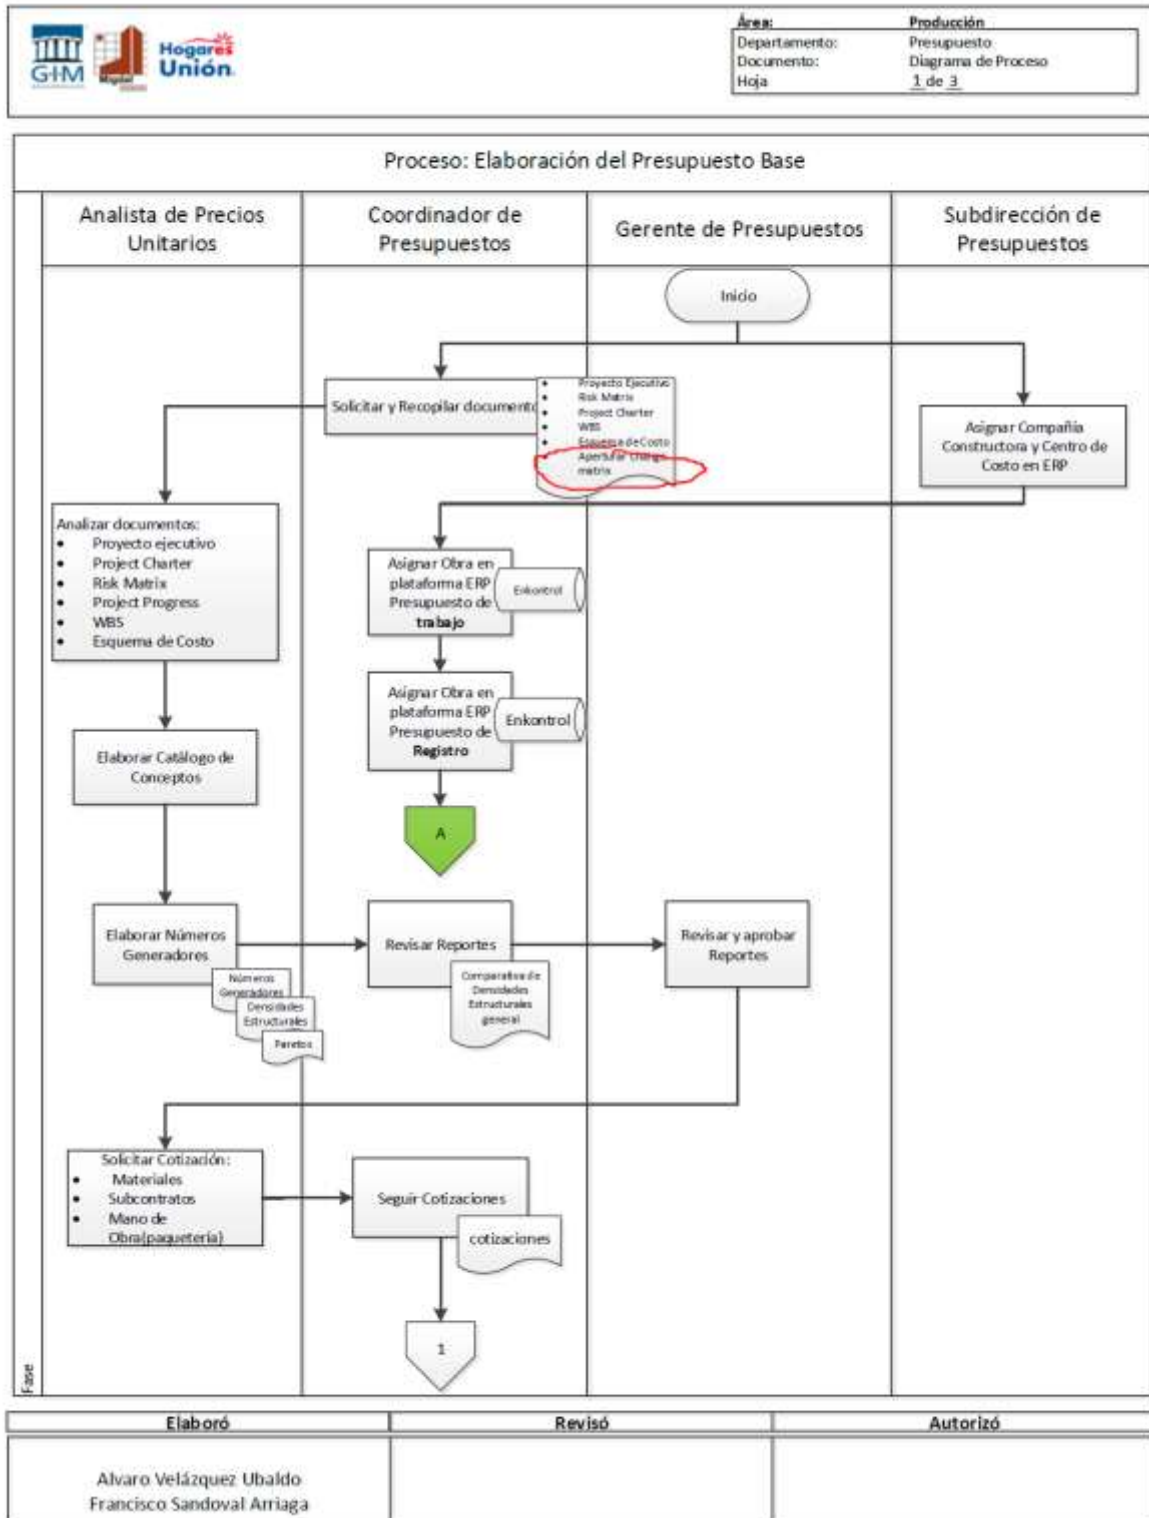 GIM
Hogares
Unión
Área: Producción
Departamento: Presupuesto
Documento: Diagrama de Proceso
Hoja 1 de 3
Proceso: Elaboración del Presupuesto Base
Analista de Precios
Unitarios
Coordinador de
Presupuestos
Gerente de Presupuestos
Subdirección de
Presupuestos
Inicio
Solicitar y Recopilar documento
• Proyecto Ejecutivo
• Risk Matrix
• Project Charter
• WBS
• Esquema de Costo
• Aperturar Change
matrix
Asignar Compañía
Constructora y Centro de
Costo en ERP
Analizar documentos:
• Proyecto ejecutivo
• Project Charter
• Risk Matrix
• Project Progress
• WBS
• Esquema de Costo
Asignar Obra en
plataforma ERP
Presupuesto de
trabajo
Enkontrol
Asignar Obra en
plataforma ERP
Presupuesto de
Registro
Enkontrol
Elaborar Catálogo de
Conceptos
A
Elaborar Números
Generadores
Números
Generadores
Densidades
Estructurales
Paretos
Revisar Reportes
Comparativa de
Densidades
Estructurales
general
Revisar y aprobar
Reportes
Solicitar Cotización:
• Materiales
• Subcontratos
• Mano de
Obra(paquetería)
Seguir Cotizaciones
cotizaciones
1
Fase
Elaboró
Revisó
Autorizó
Alvaro Velázquez Ubaldo
Francisco Sandoval Arriaga